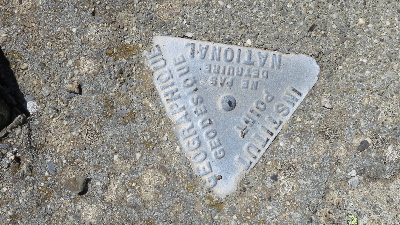 INSTITUT
GEOGRAPHIQUE
NATIONAL
POINT
GEODESIQUE
NE PAS
DETRUIRE